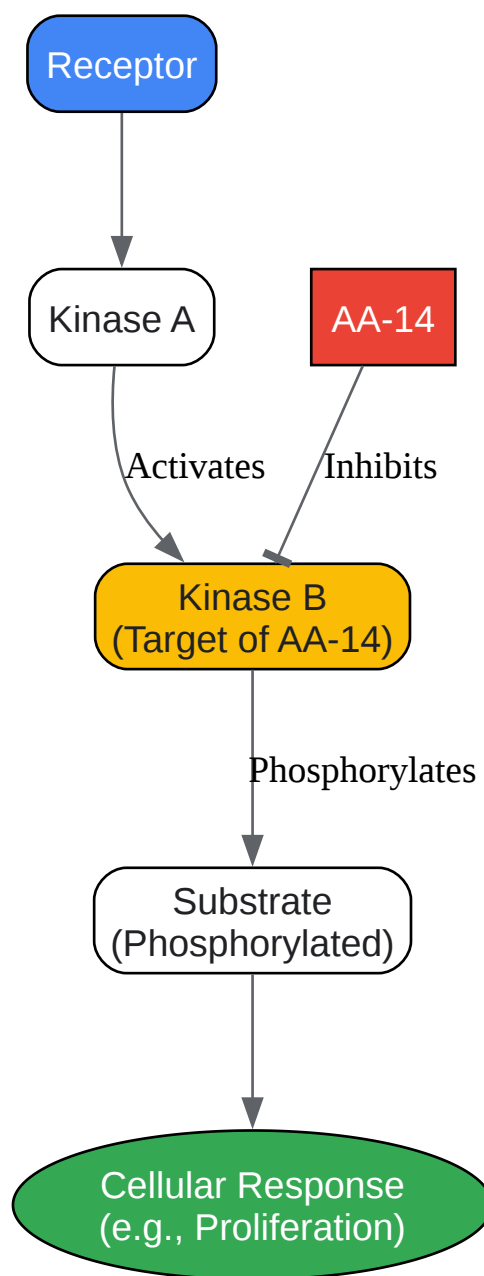 Receptor
Kinase A
AA-14
Activates
Inhibits
Kinase B
(Target of AA-14)
Phosphorylates
Substrate
(Phosphorylated)
Cellular Response
(e.g., Proliferation)